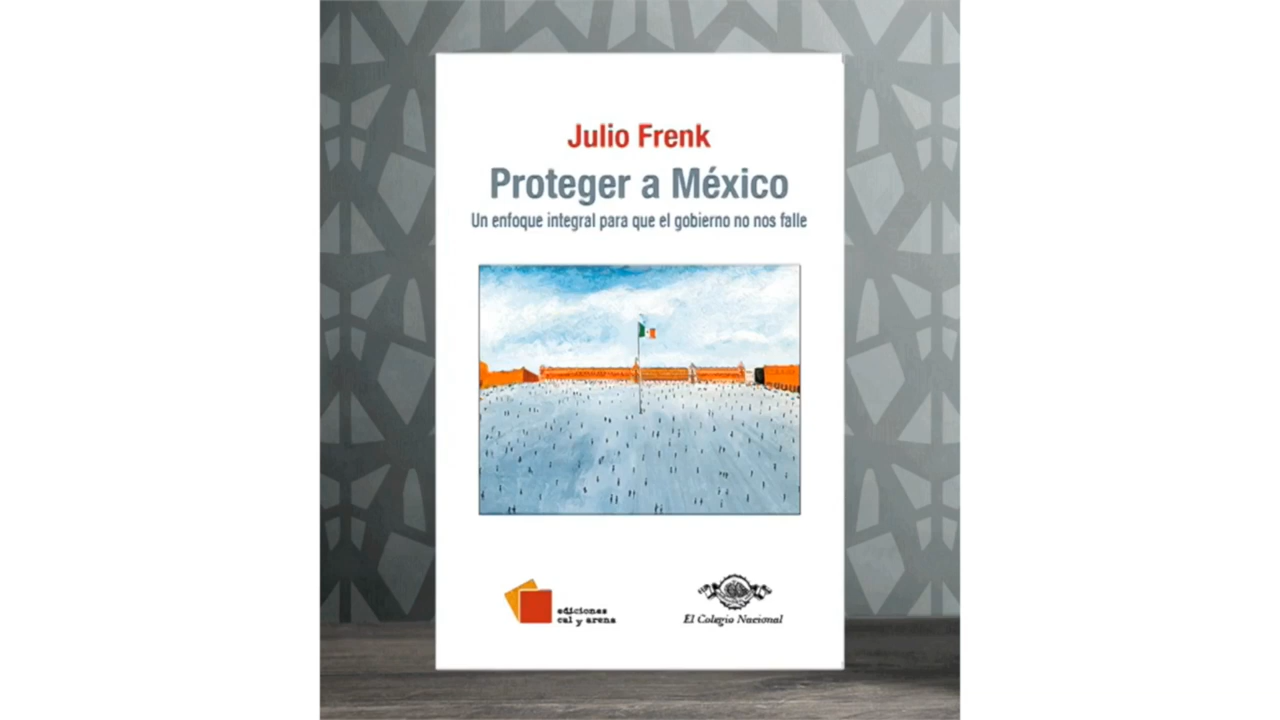 Julio Frenk
Proteger a México
Un enfoque integral para que el gobierno no nos falle
ediciones
cal y arena
El Colegio Nacional